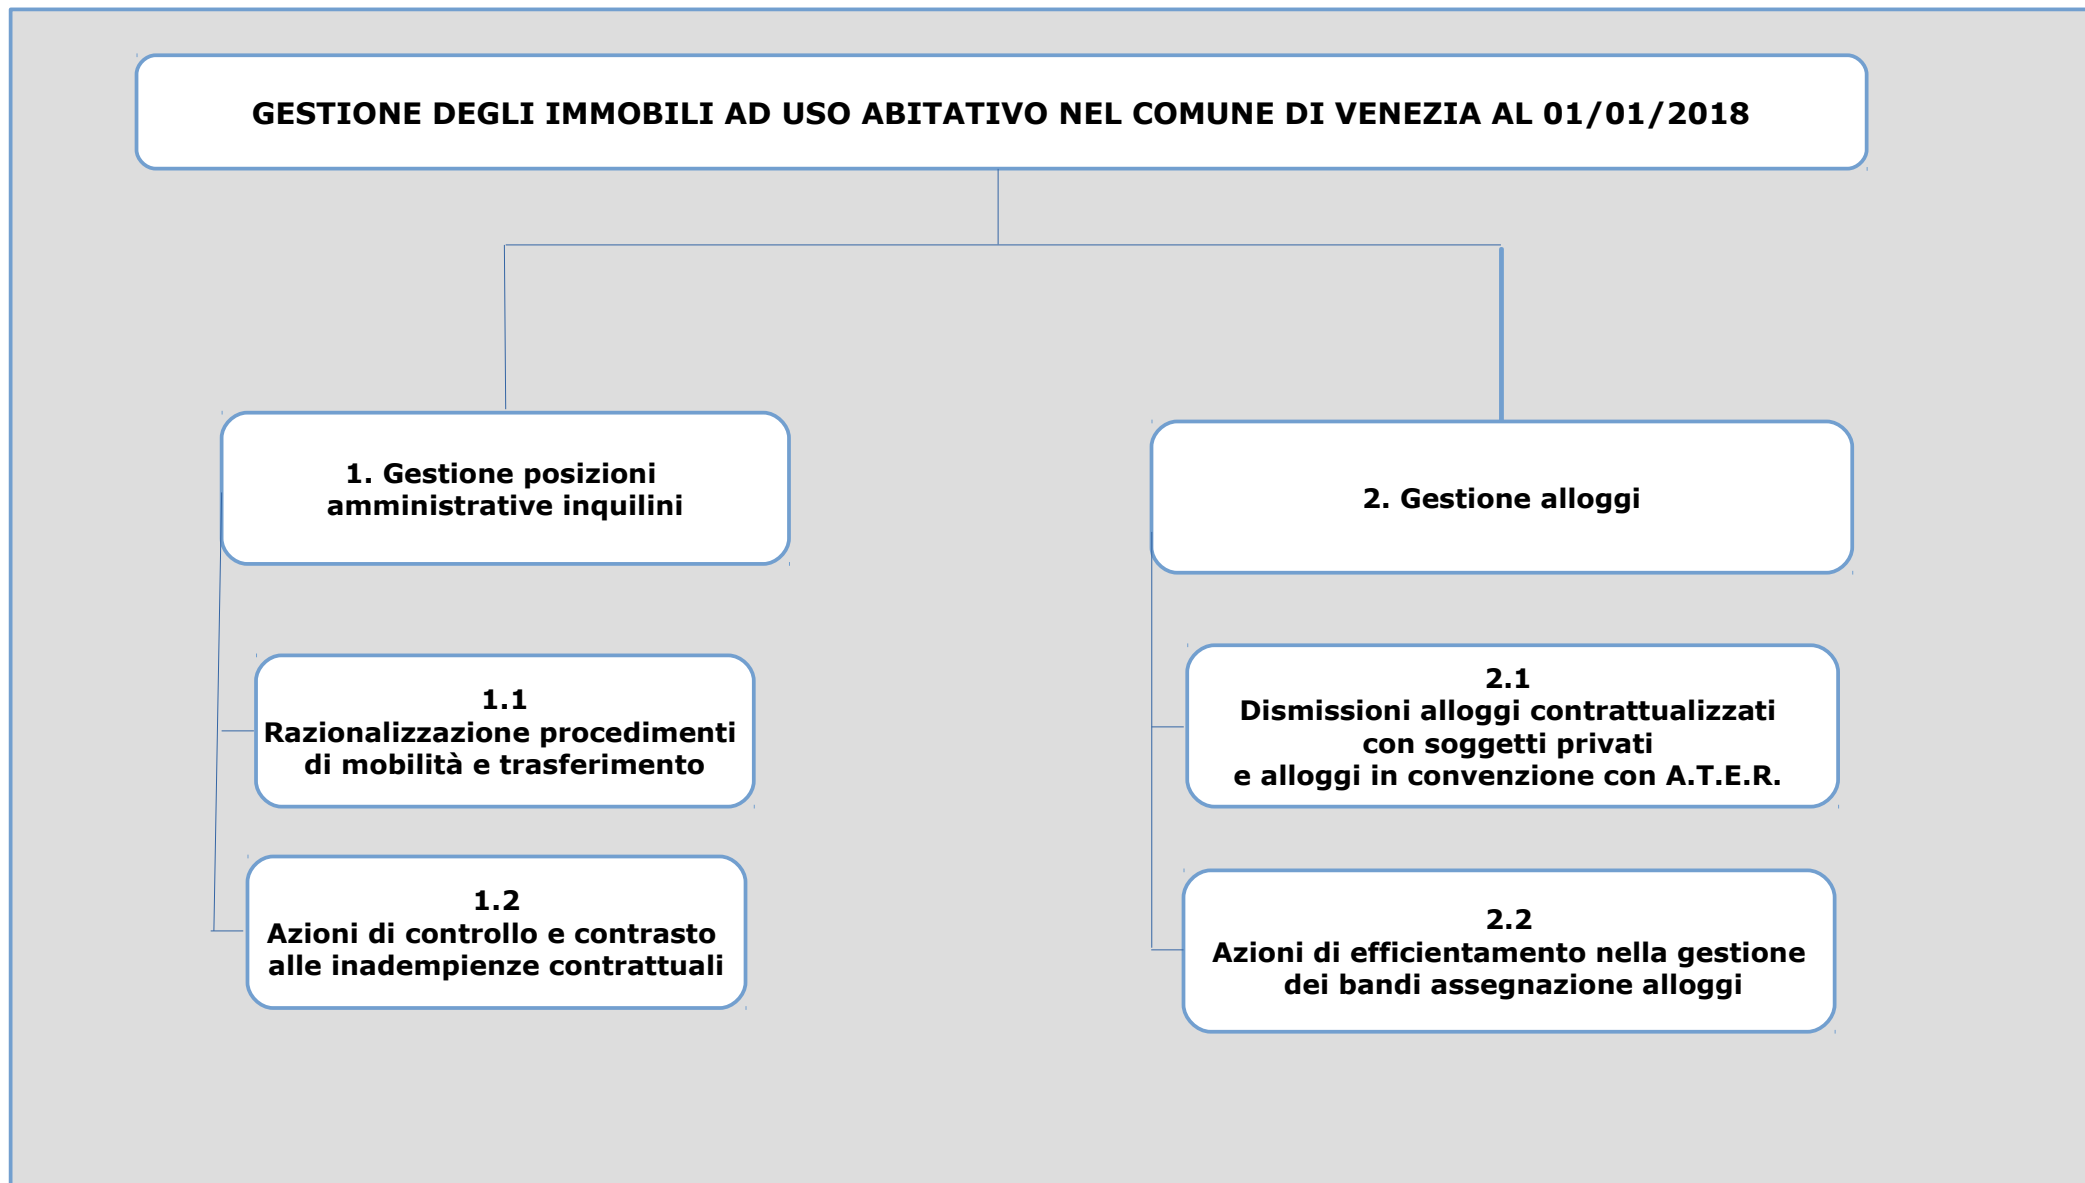 GESTIONE DEGLI IMMOBILI AD USO ABITATIVO NEL COMUNE DI VENEZIA AL 01/01/2018
1. Gestione posizioni
amministrative inquilini
1.1
Razionalizzazione procedimenti
di mobilità e trasferimento
1.2
Azioni di controllo e contrasto
alle inadempienze contrattuali
2. Gestione alloggi
2.1
Dismissioni alloggi contrattualizzati
con soggetti privati
e alloggi in convenzione con A.T.E.R.
2.2
Azioni di efficientamento nella gestione
dei bandi assegnazione alloggi